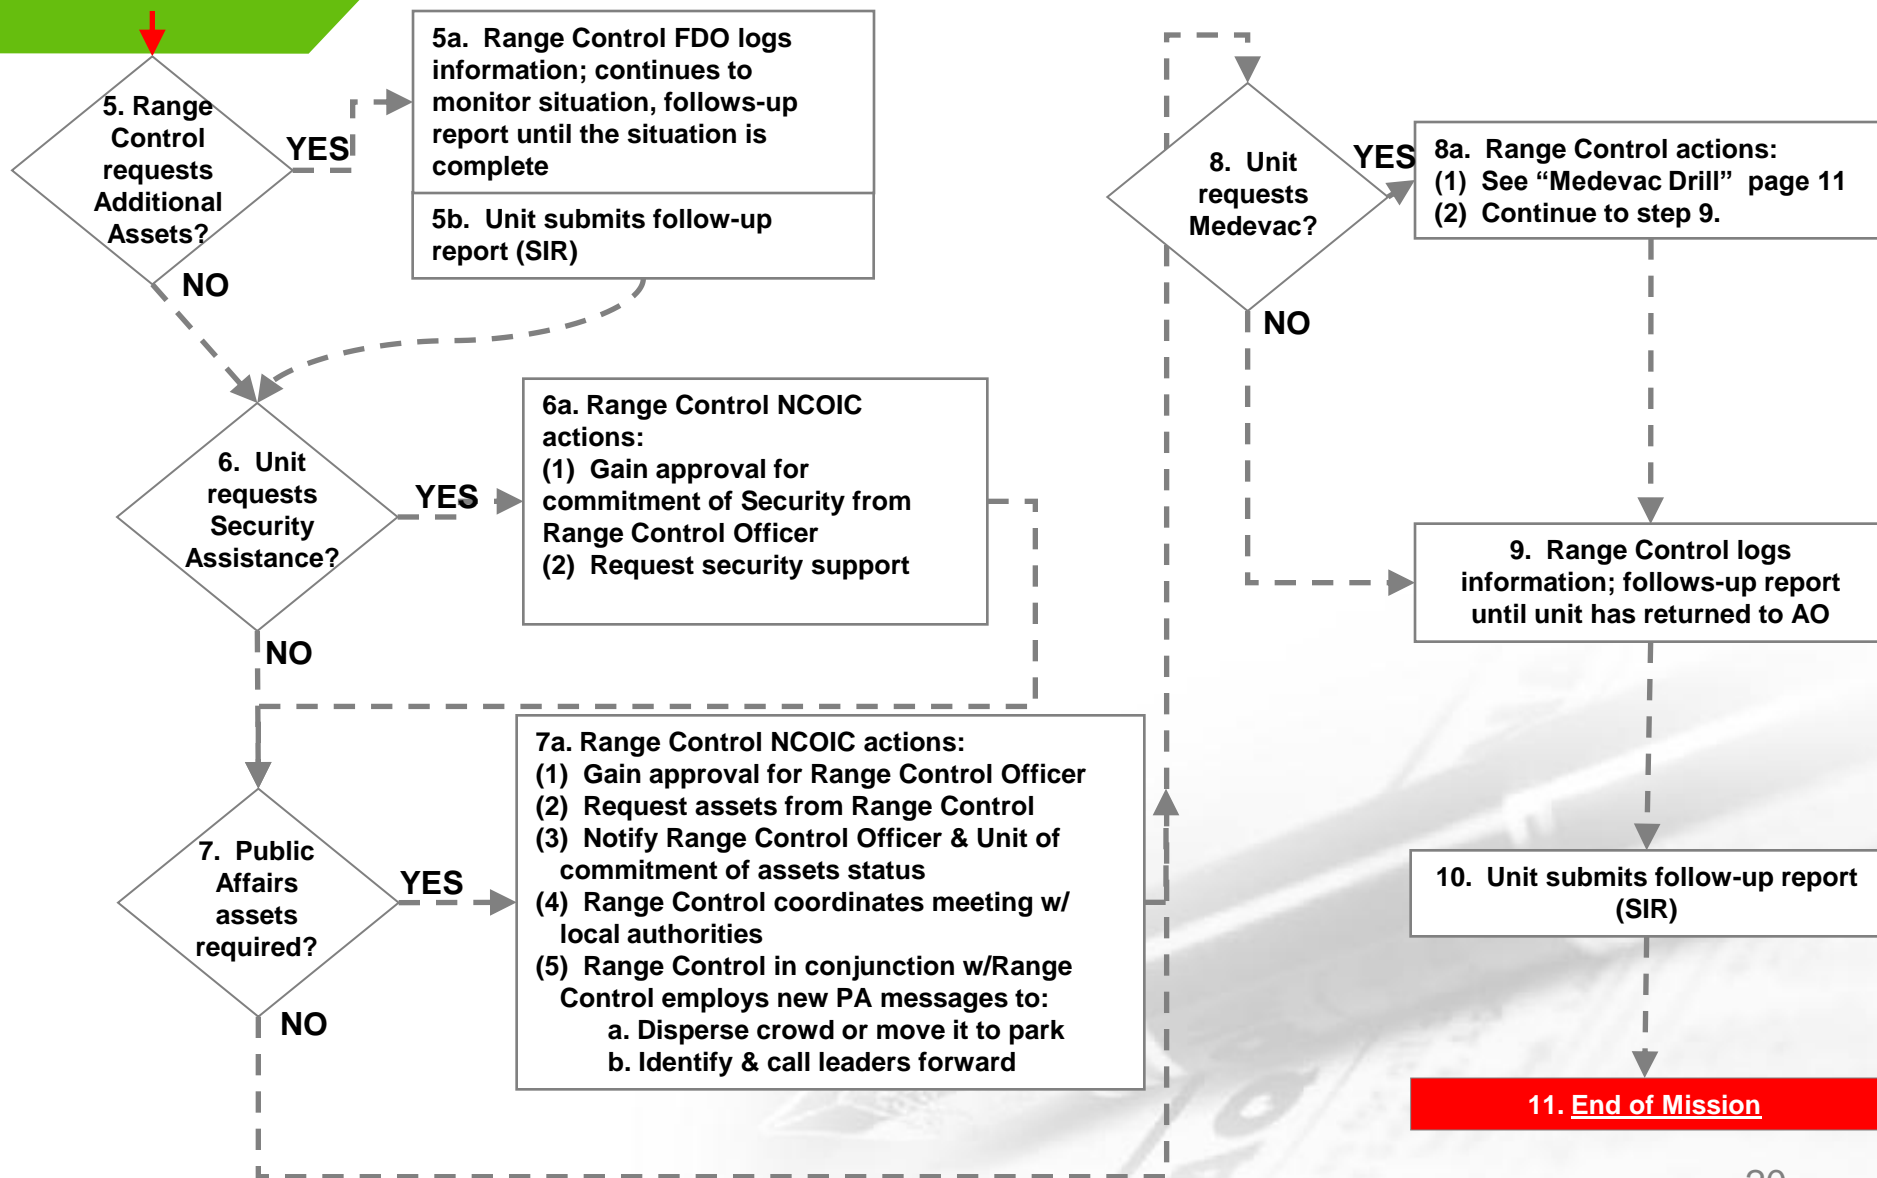 5. Range
Control
requests
Additional
Assets?
YES
NO
5a.  Range Control FDO logs
information; continues to
monitor situation, follows-up
report until the situation is
complete
5b.  Unit submits follow-up
report (SIR)
6.  Unit
requests
Security
Assistance?
YES
NO
6a. Range Control NCOIC
actions:
(1)  Gain approval for
commitment of Security from
Range Control Officer
(2)  Request security support
7.  Public
Affairs
assets
required?
YES
NO
7a. Range Control NCOIC actions:
(1)  Gain approval for Range Control Officer
(2)  Request assets from Range Control
(3)  Notify Range Control Officer & Unit of
commitment of assets status
(4)  Range Control coordinates meeting w/
local authorities
(5)  Range Control in conjunction w/Range
Control employs new PA messages to:
a. Disperse crowd or move it to park
b. Identify & call leaders forward
8.  Unit
requests
Medevac?
YES
NO
8a.  Range Control actions:
(1)  See “Medevac Drill”  page 11
(2)  Continue to step 9.
9.  Range Control logs
information; follows-up report
until unit has returned to AO
10.  Unit submits follow-up report
(SIR)
11. End of Mission